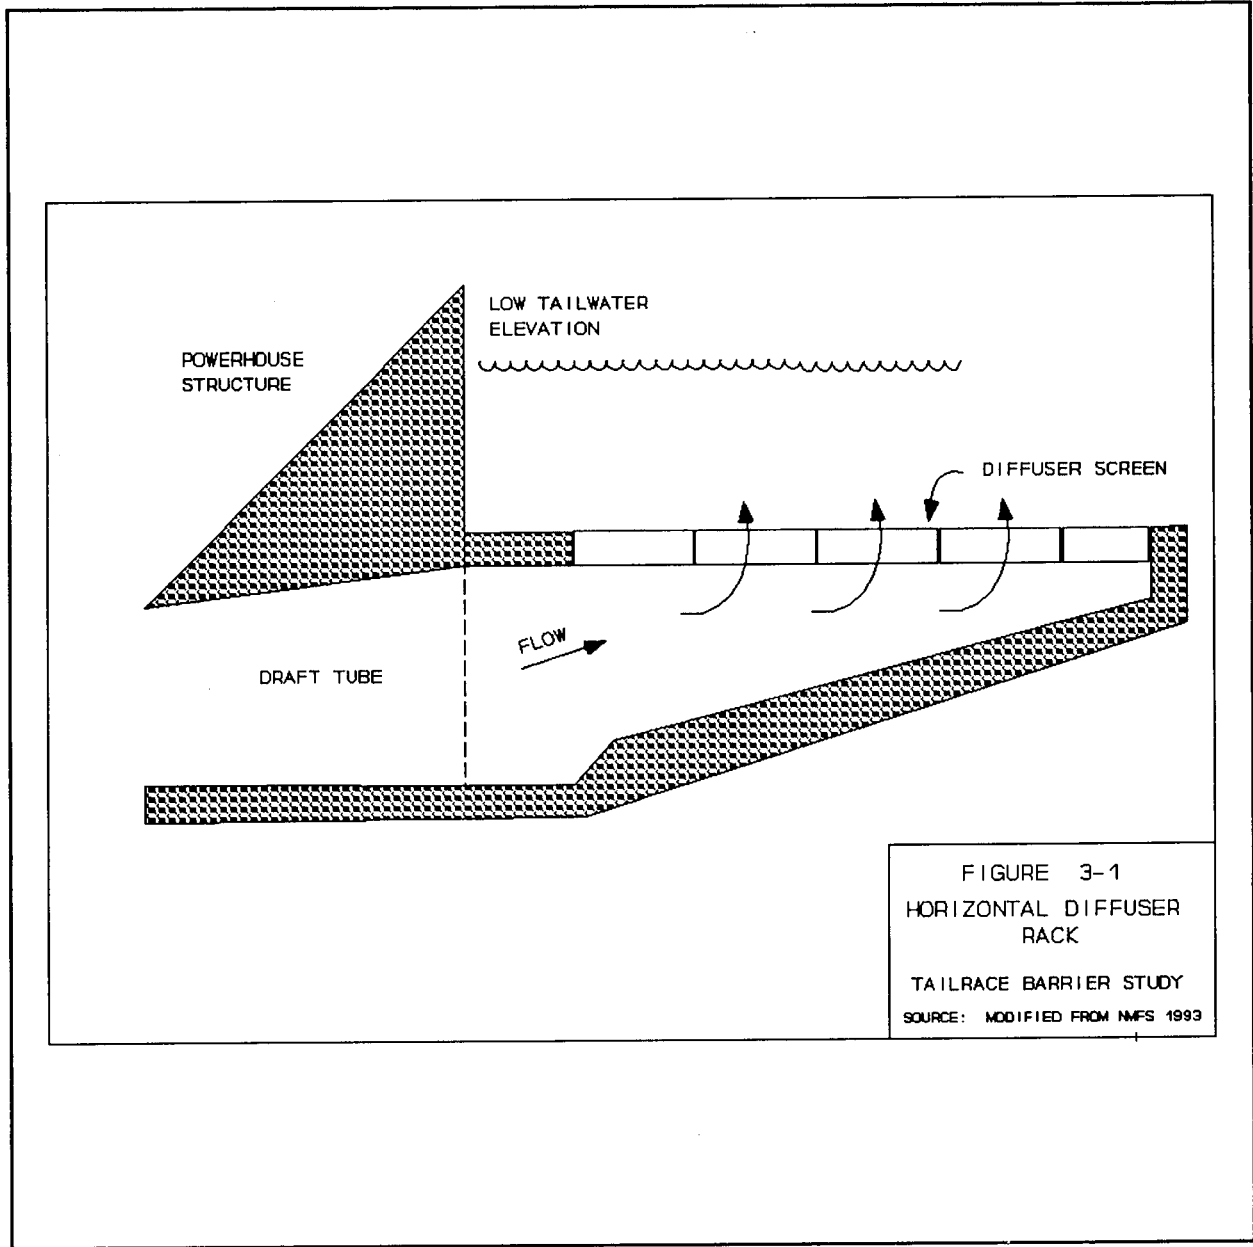 LOW TAILWATER
ELEVATION
POWERHOUSE
STRUCTURE
DIFFUSER SCREEN
FLOW
DRAFT TUBE
FIGURE 3-1
HORIZONTAL DIFFUSER
RACK
TAILRACE BARRIER STUDY
SOURCE: MODIFIED FROM NMFS 1993